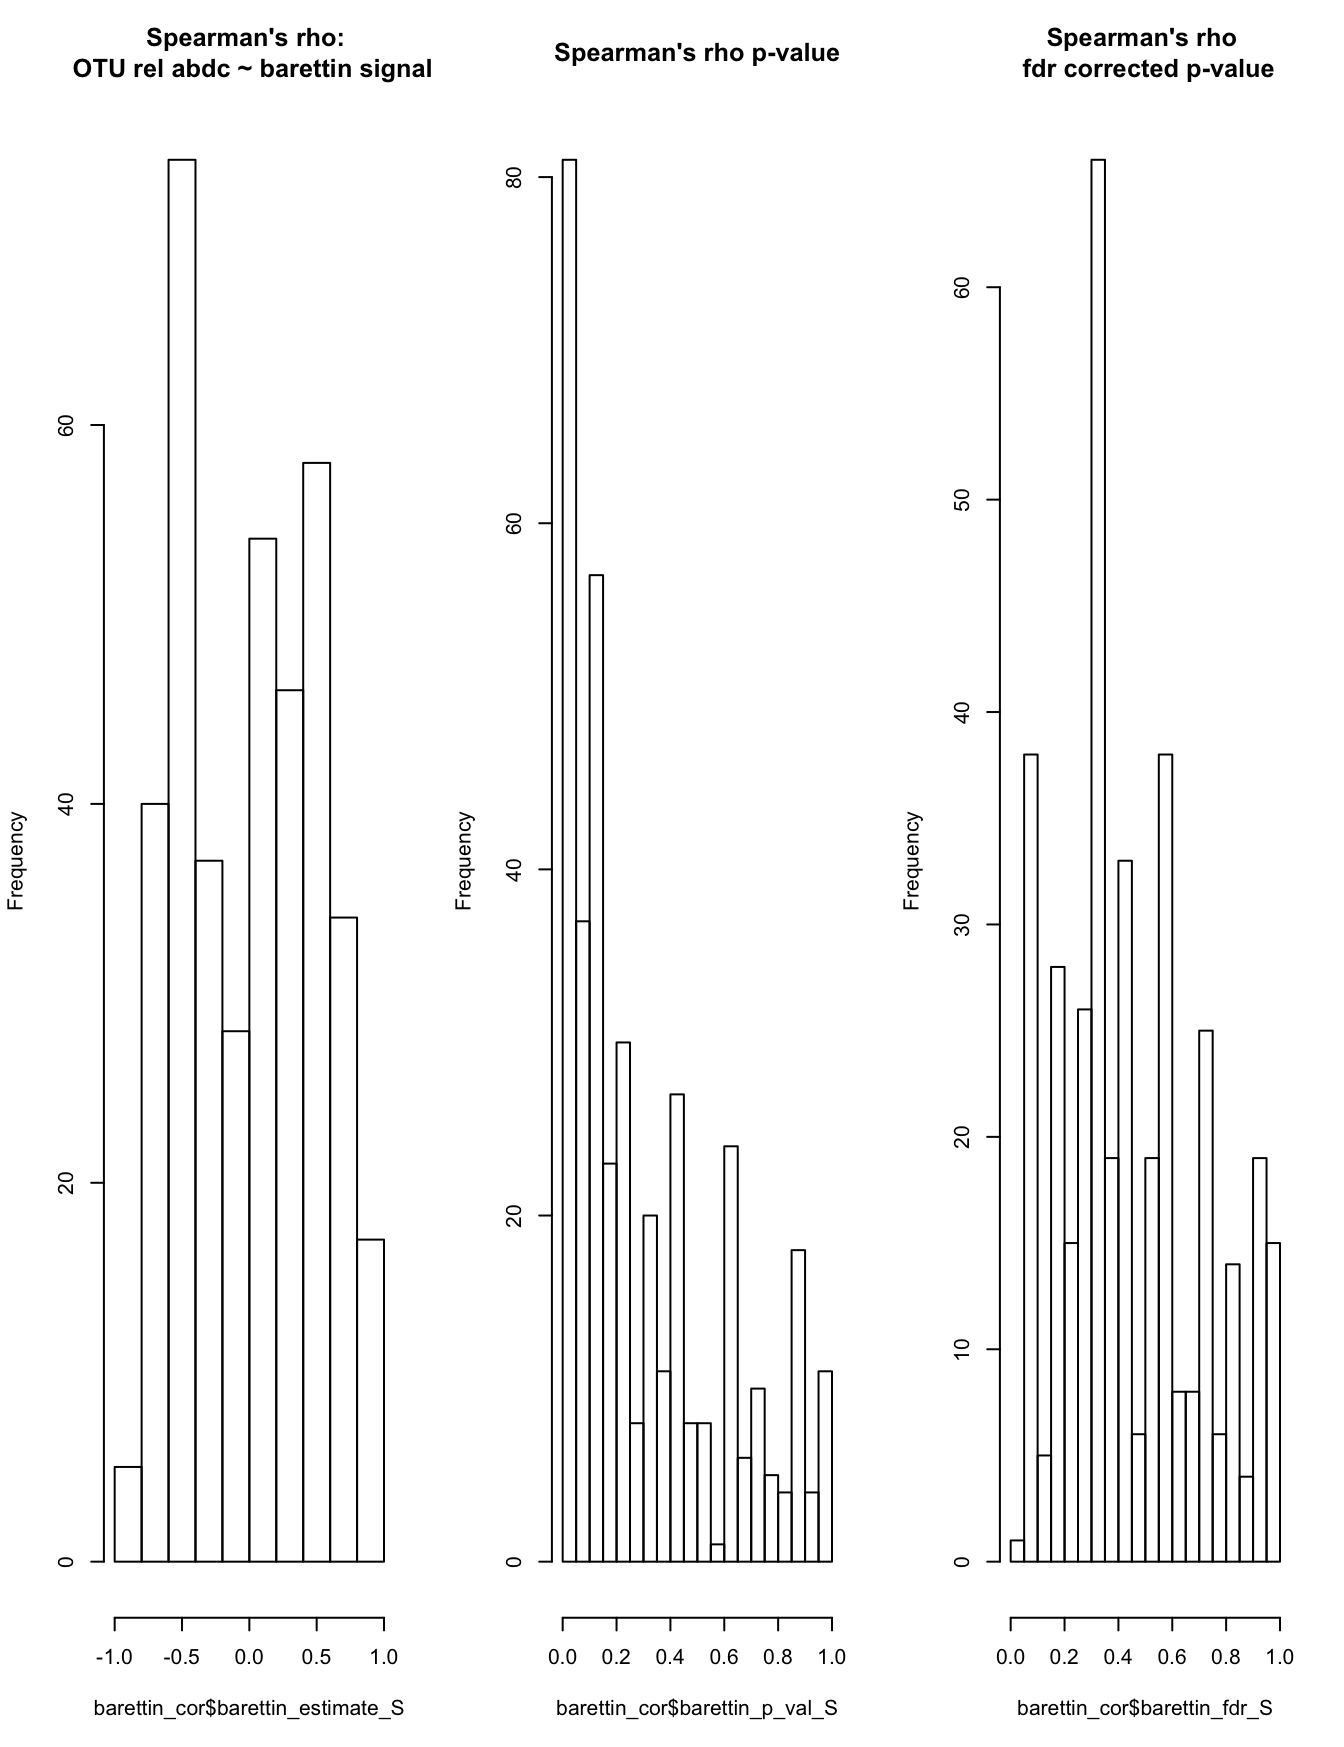 Spearman's rho:
OTU rel abdc ~ barettin signal
Frequency
60
40
20
0
-1.0 -0.5 0.0 0.5 1.0
barettin_cor$barettin_estimate_S
Spearman's rho p-value
Frequency
80
60
40
20
0
0.0 0.2 0.4 0.6 0.8 1.0
barettin_cor$barettin_p_val_S
Spearman's rho
fdr corrected p-value
Frequency
60
50
40
30
20
10
0
0.0 0.2 0.4 0.6 0.8 1.0
barettin_cor$barettin_fdr_S